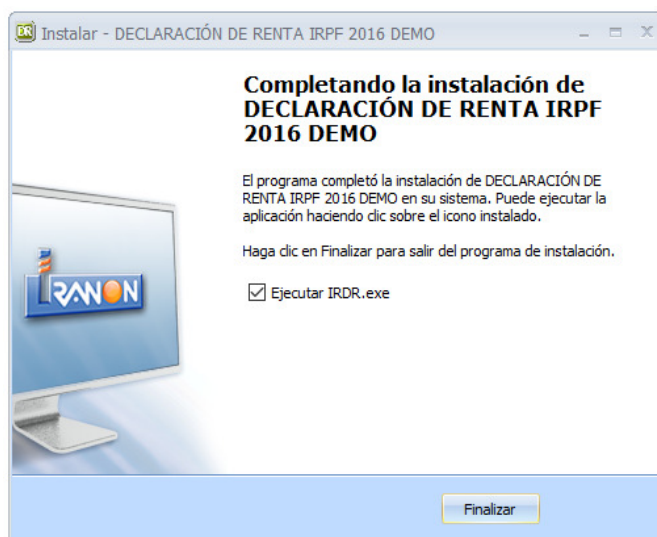 Instalar - DECLARACIÓN DE RENTA IRPF 2016 DEMO
Completando la instalación de
DECLARACIÓN DE RENTA IRPF
2016 DEMO
El programa completó la instalación de DECLARACIÓN DE
RENTA IRPF 2016 DEMO en su sistema. Puede ejecutar la
aplicación haciendo clic sobre el icono instalado.
Haga clic en Finalizar para salir del programa de instalación.
IRANON
Ejecutar IRDR.exe
Finalizar